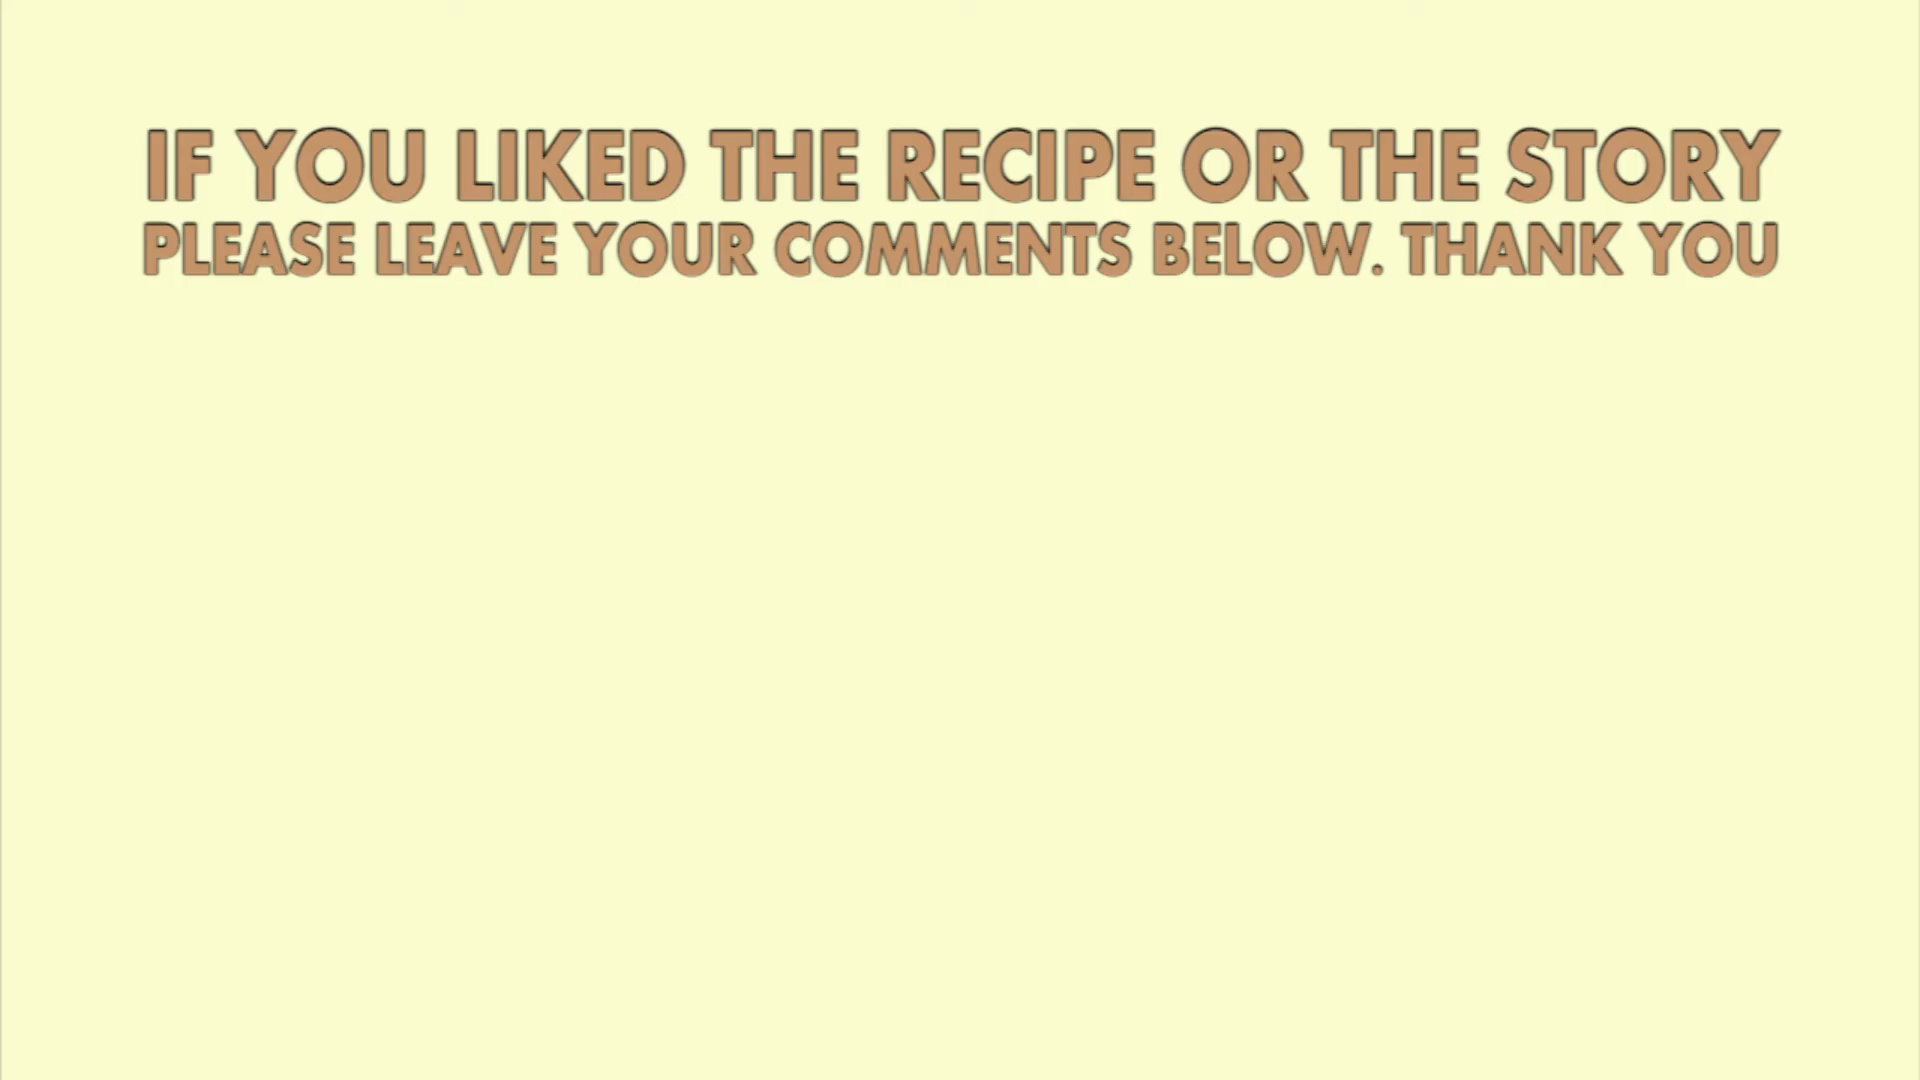 IF YOU LIKED THE RECIPE OR THE STORY
PLEASE LEAVE YOUR COMMENTS BELOW. THANK YOU